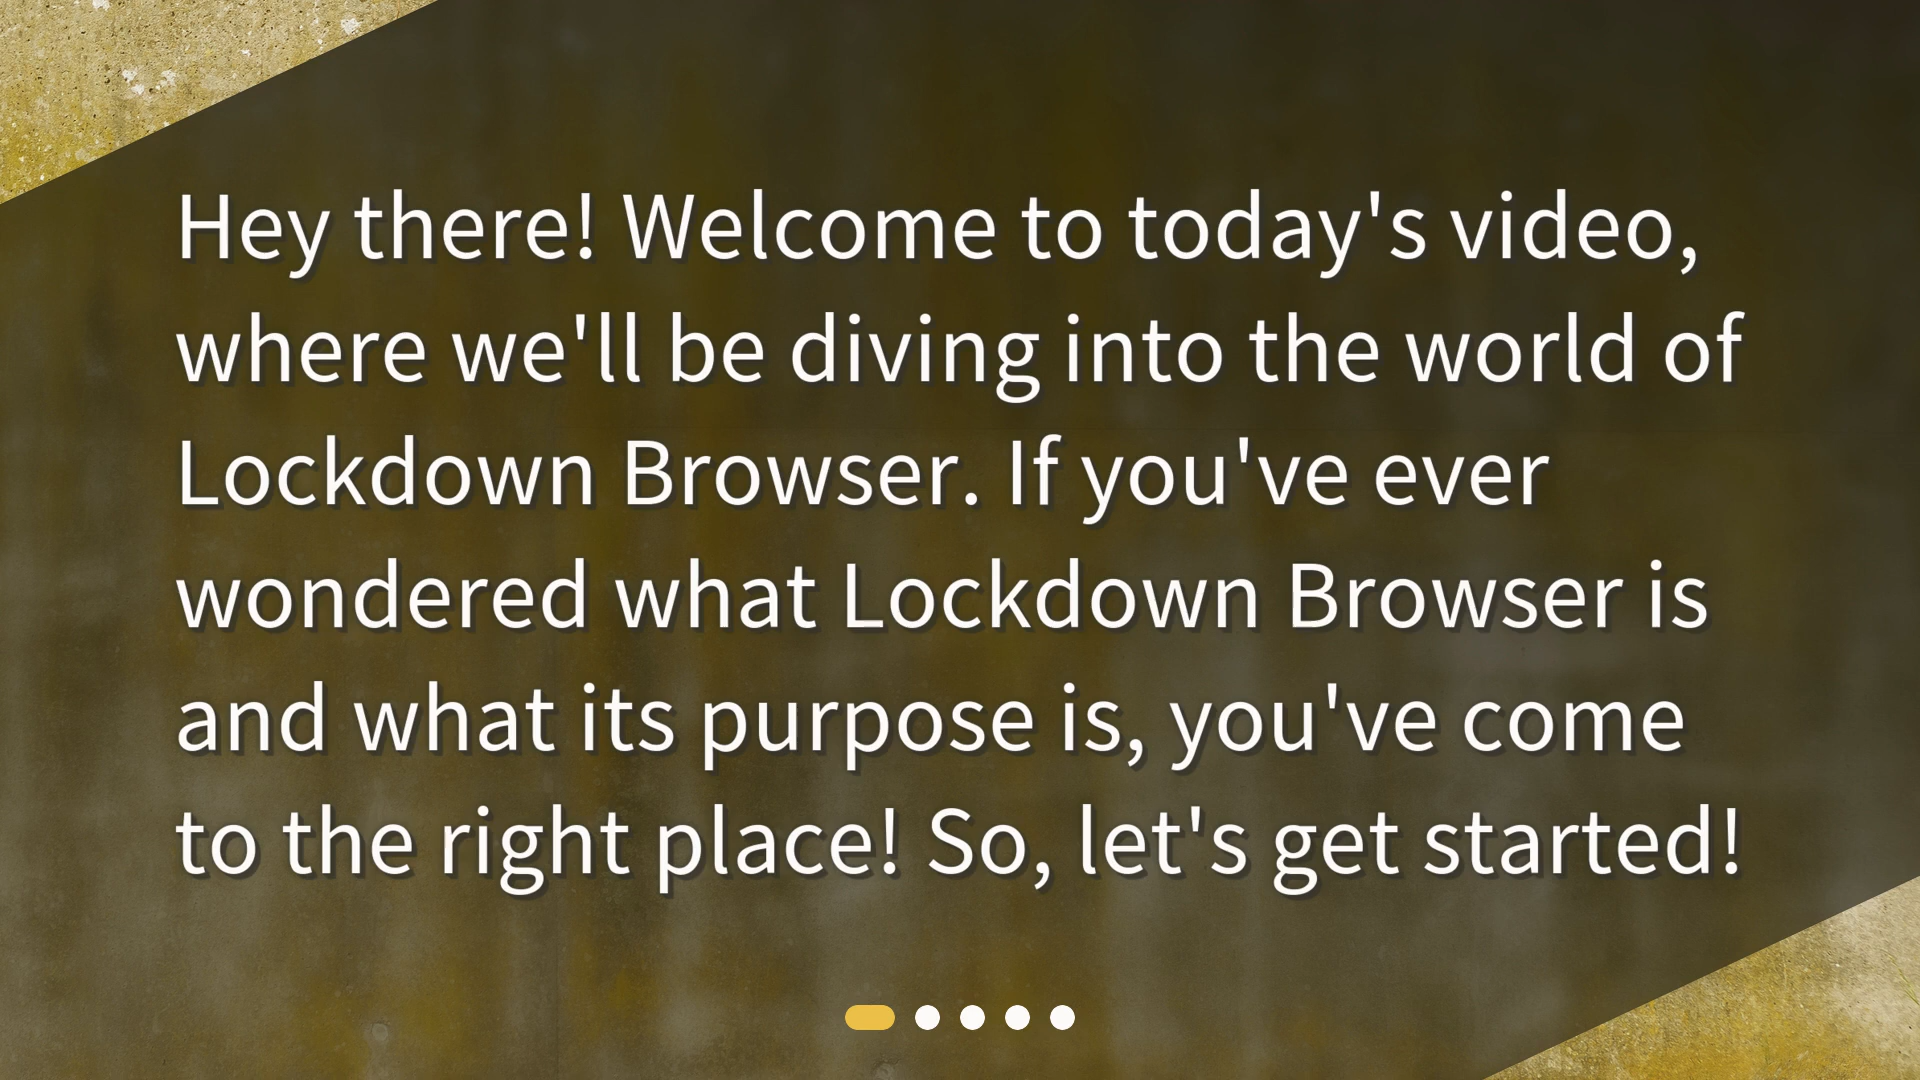 Hey there! Welcome to today's video,
where we'll be diving into the world of
Lockdown Browser. If you've ever
wondered what Lockdown Browser is
and what its purpose is, you've come
to the right place! So, let's get started!